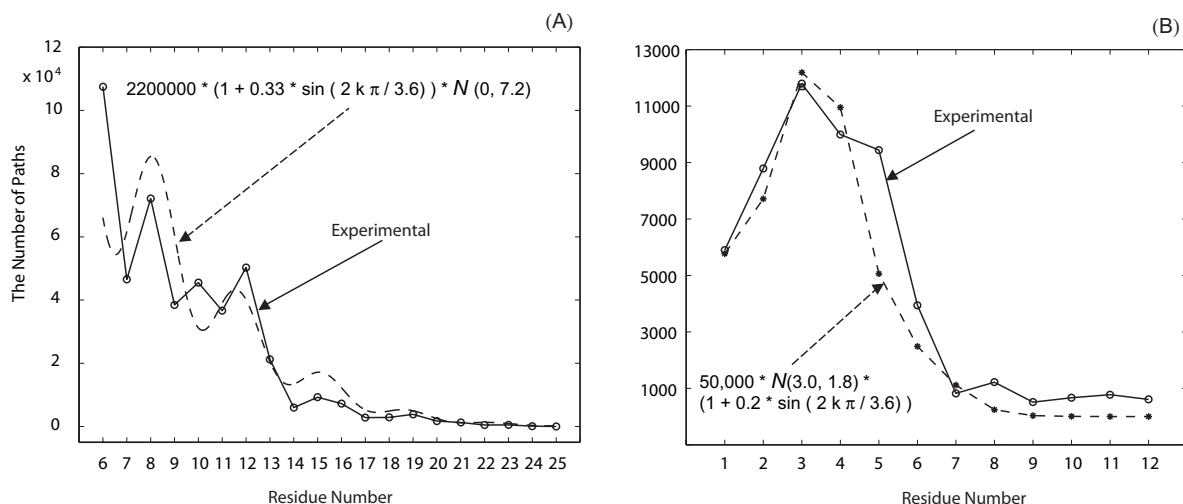 (A)
12
x 10⁴
10
8
6
4
2
0
The Number of Paths
2200000 * (1 + 0.33 * sin ( 2 k π / 3.6) ) * N (0, 7.2)
Experimental
6 7 8 9 10 11 12 13 14 15 16 17 18 19 20 21 22 23 24 25
Residue Number
(B)
13000
11000
9000
7000
5000
3000
1000
Experimental
50,000 * N(3.0, 1.8) *
(1 + 0.2 * sin ( 2 k π / 3.6) )
1 2 3 4 5 6 7 8 9 10 11 12
Residue Number